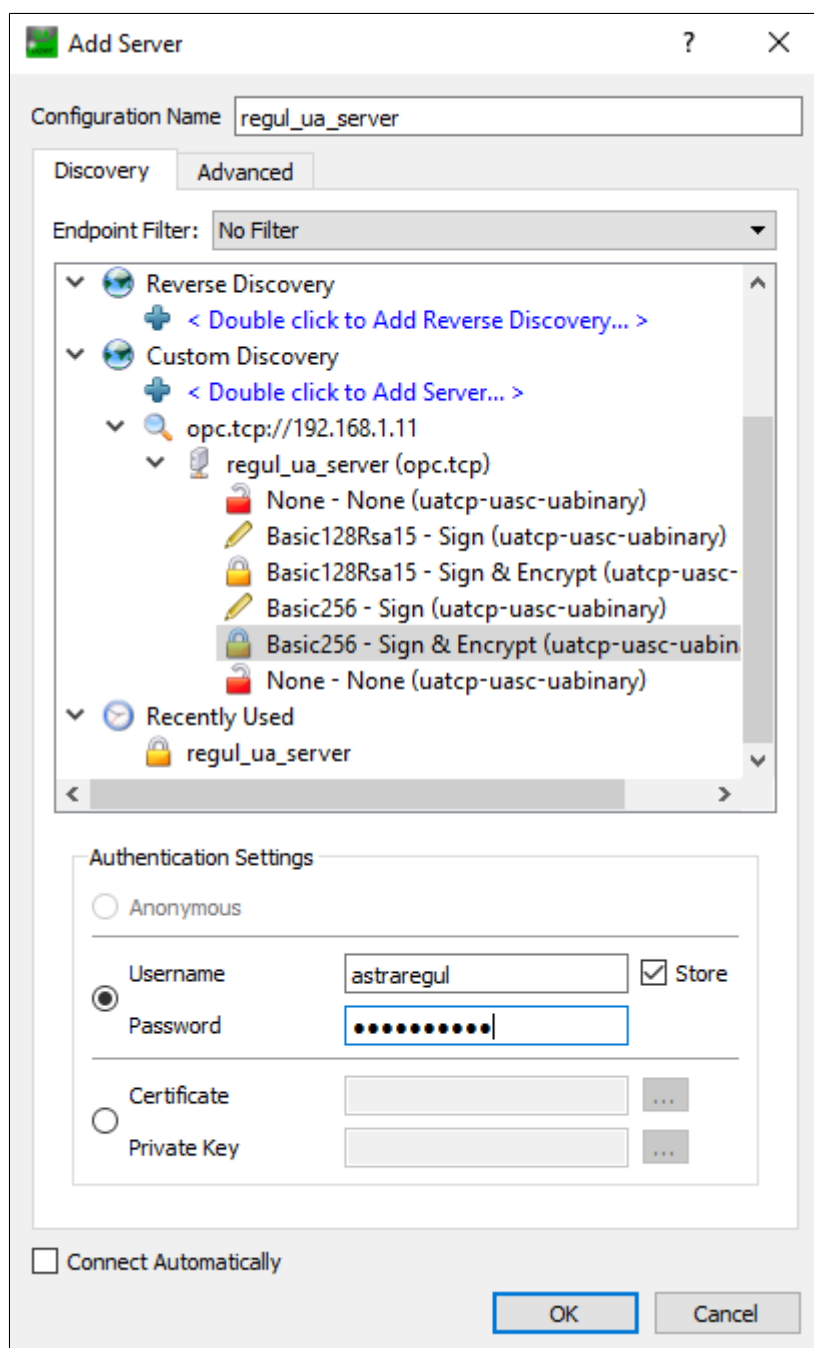 Add Server
Configuration Name regul_ua_server
Discovery Advanced
Endpoint Filter: No Filter
Reverse Discovery
< Double click to Add Reverse Discovery... >
Custom Discovery
< Double click to Add Server... >
opc.tcp://192.168.1.11
regul_ua_server (opc.tcp)
None - None (uatcp-uasc-uabinary)
Basic128Rsa15 - Sign (uatcp-uasc-uabinary)
Basic128Rsa15 - Sign & Encrypt (uatcp-uasc-
Basic256 - Sign (uatcp-uasc-uabinary)
Basic256 - Sign & Encrypt (uatcp-uasc-uabin
None - None (uatcp-uasc-uabinary)
Recently Used
regul_ua_server
Authentication Settings
Anonymous
Username astraregul Store
Password ●●●●●●●●●●
Certificate ...
Private Key ...
Connect Automatically
OK Cancel